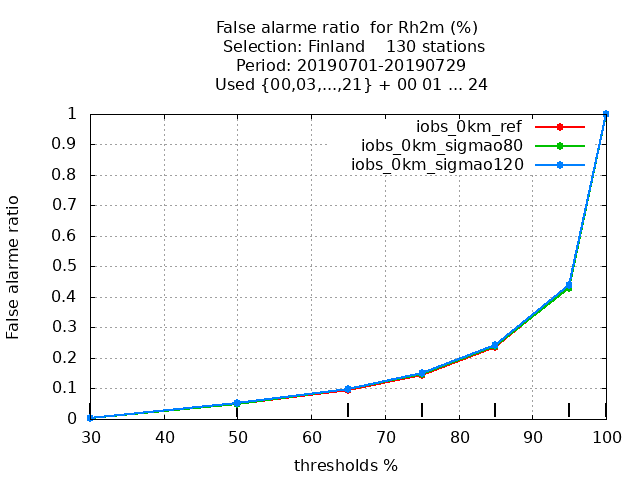 False alarme ratio  for Rh2m (%)
Selection: Finland    130 stations
Period: 20190701-20190729
Used {00,03,...,21} + 00 01 ... 24
iobs_0km_ref
iobs_0km_sigmao80
iobs_0km_sigmao120
False alarme ratio
1
0.9
0.8
0.7
0.6
0.5
0.4
0.3
0.2
0.1
0
30 40 50 60 70 80 90 100
thresholds %